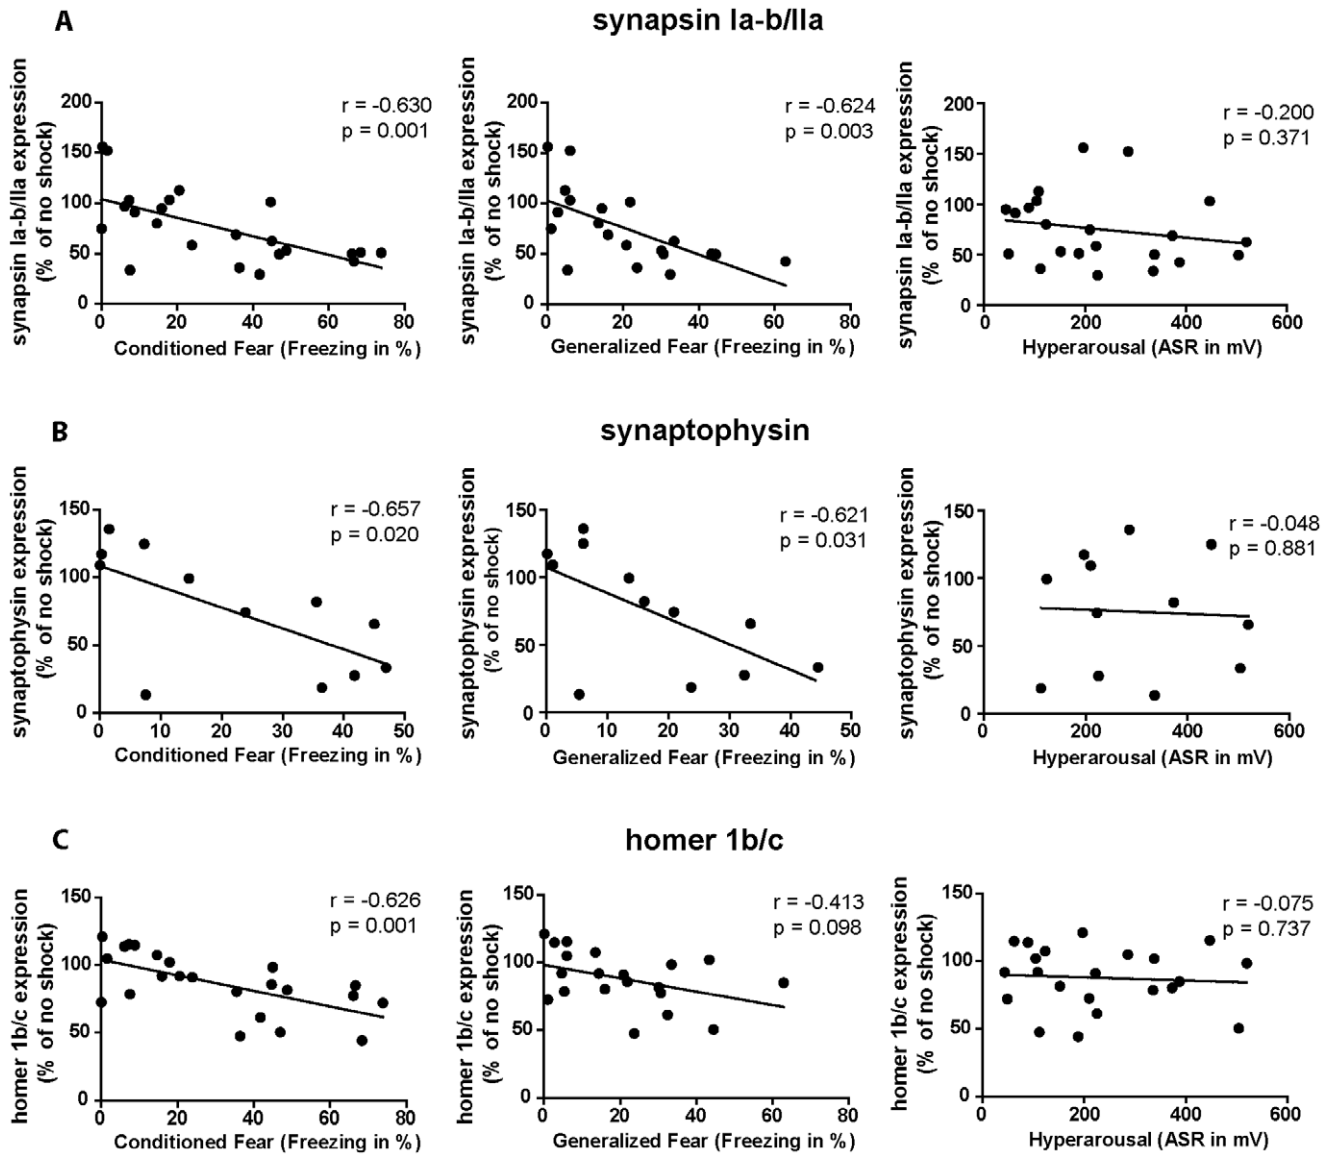 A
synapsin Ia-b/IIa
synapsin Ia-b/IIa expression
(% of no shock)
200
150
100
50
0
r = -0.630
p = 0.001
0 20 40 60 80
Conditioned Fear (Freezing in %)
synapsin Ia-b/IIa expression
(% of no shock)
200
150
100
50
0
r = -0.624
p = 0.003
0 20 40 60 80
Generalized Fear (Freezing in %)
synapsin Ia-b/IIa expression
(% of no shock)
200
150
100
50
0
r = -0.200
p = 0.371
0 200 400 600
Hyperarousal (ASR in mV)
B
synaptophysin
synaptophysin expression
(% of no shock)
150
100
50
0
r = -0.657
p = 0.020
0 10 20 30 40 50
Conditioned Fear (Freezing in %)
synaptophysin expression
(% of no shock)
150
100
50
0
r = -0.621
p = 0.031
0 10 20 30 40 50
Generalized Fear (Freezing in %)
synaptophysin expression
(% of no shock)
150
100
50
0
r = -0.048
p = 0.881
0 200 400 600
Hyperarousal (ASR in mV)
C
homer 1b/c
homer 1b/c expression
(% of no shock)
150
100
50
0
r = -0.626
p = 0.001
0 20 40 60 80
Conditioned Fear (Freezing in %)
homer 1b/c expression
(% of no shock)
150
100
50
0
r = -0.413
p = 0.098
0 20 40 60 80
Generalized Fear (Freezing in %)
homer 1b/c expression
(% of no shock)
150
100
50
0
r = -0.075
p = 0.737
0 200 400 600
Hyperarousal (ASR in mV)